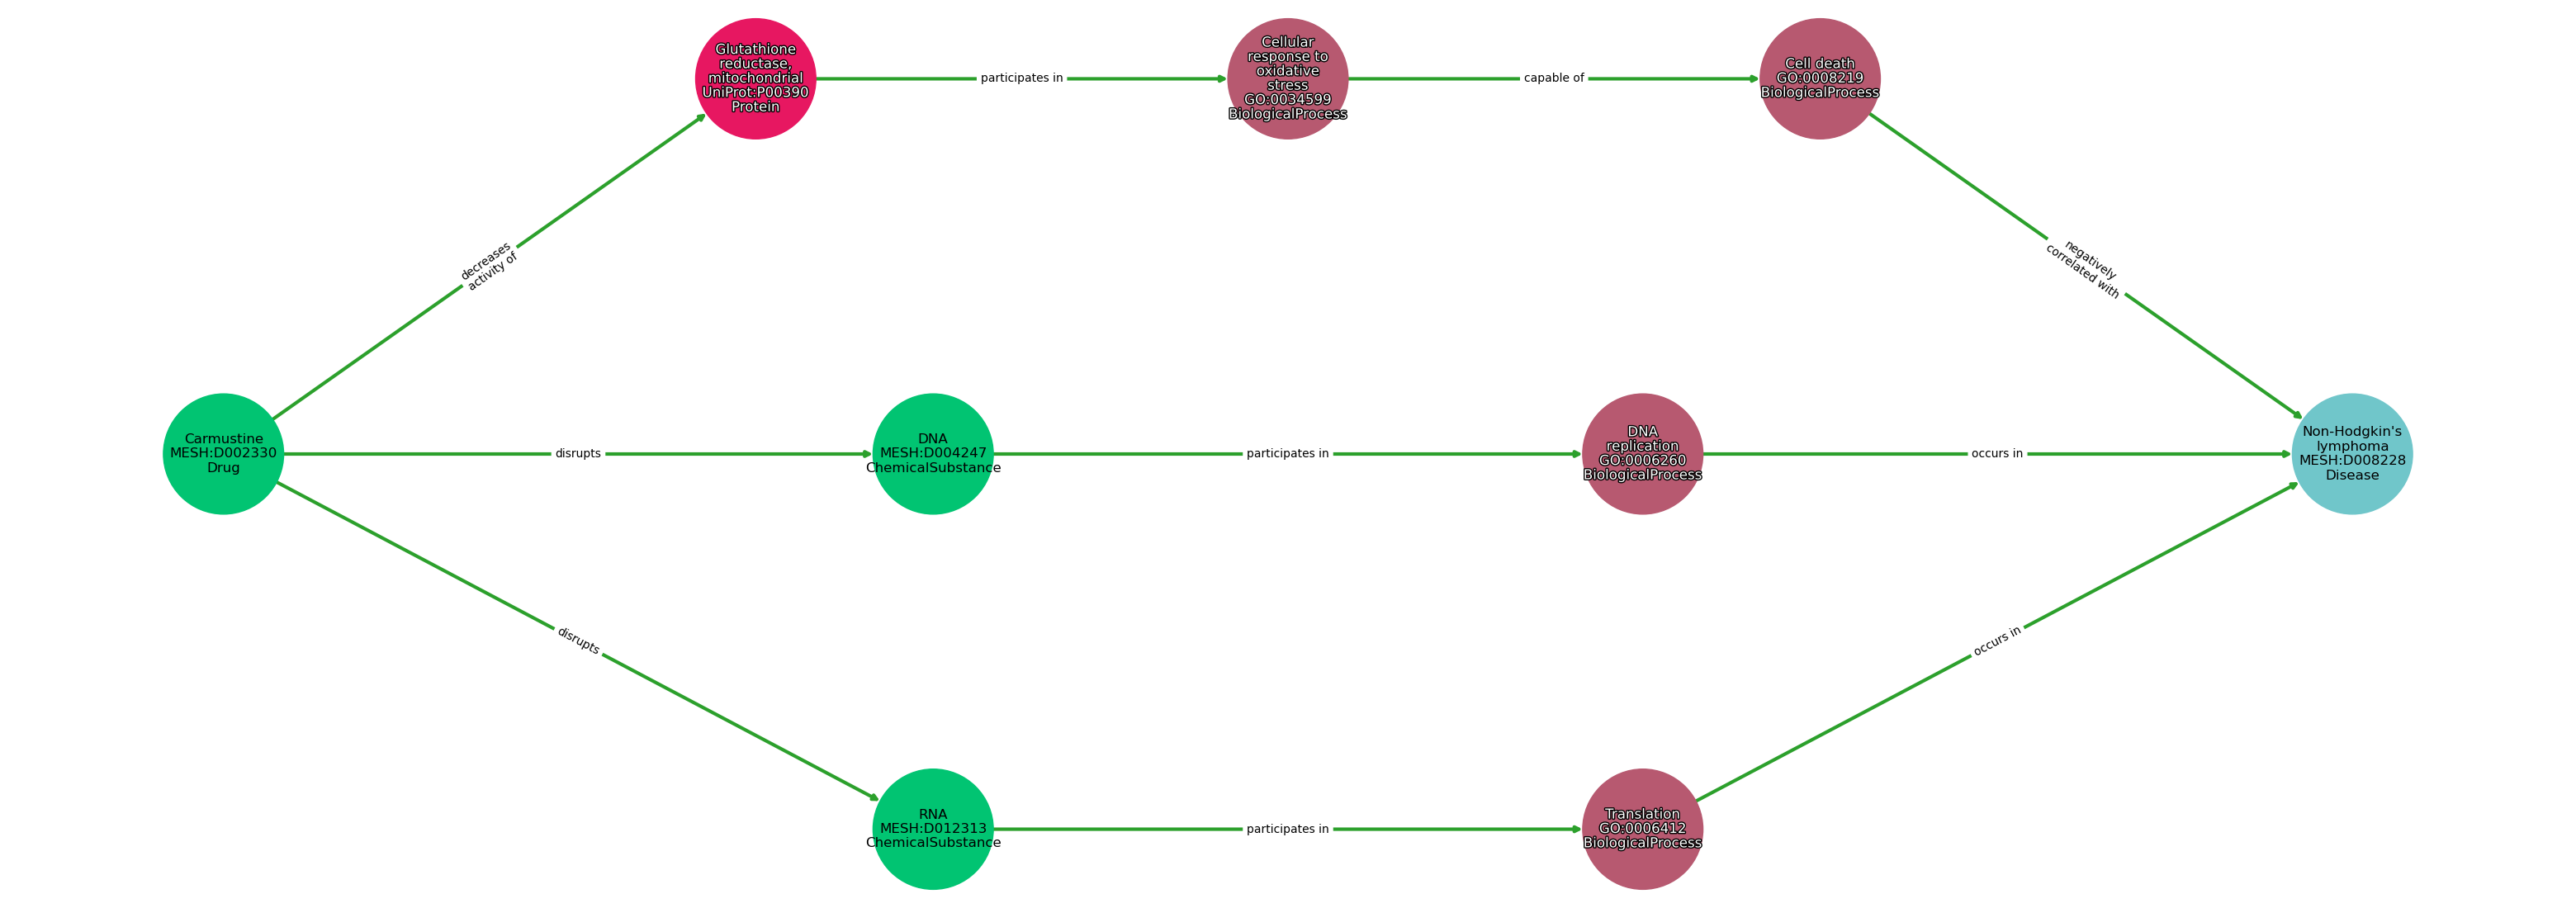 Glutathione
reductase,
mitochondrial
UniProt:P00390
Protein
participates in
Cellular
response to
oxidative
stress
GO:0034599
BiologicalProcess
capable of
Cell death
GO:0008219
BiologicalProcess
decreases
activity of
negatively
correlated with
Carmustine
MESH:D002330
Drug
disrupts
DNA
MESH:D004247
ChemicalSubstance
participates in
DNA
replication
GO:0006260
BiologicalProcess
occurs in
Non-Hodgkin's
lymphoma
MESH:D008228
Disease
disrupts
occurs in
RNA
MESH:D012313
ChemicalSubstance
participates in
Translation
GO:0006412
BiologicalProcess